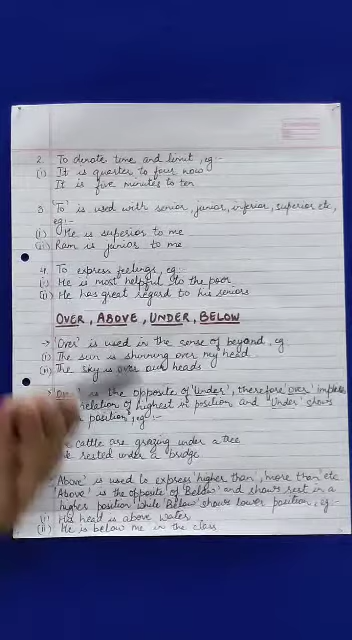 2. To denote time and limit, eg:-
(i) It is quarter to four now
It is five minutes to ten
3. 'To' is used with senior, junior, inferior, superior etc,
eg:-
(i) He is superior to me
(ii) Ram is junior to me
4. To express feelings, eg:-
(i) He is most helpful to the poor
(ii) He has great regard to his seniors
OVER, ABOVE, UNDER, BELOW
→ 'Over' is used in the sense of beyond, eg
(i) The sun is shinning over my head
(ii) The sky is over our heads
'Over' is the opposite of 'Under', therefore 'over' implies
relation of highest in position and 'Under' shows
position, eg:-
cattle are grazing under a tree
rested under a bridge
'Above' is used to express 'higher than', 'more than' etc
'Above' is the opposite of 'Below' and shows rest in a
higher position while 'Below' shows lower position, eg:-
(i) His head is above water
(ii) He is below me in the class